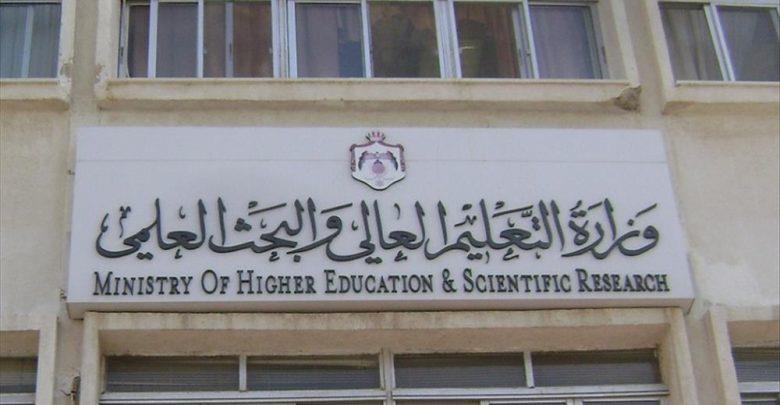 وزارة التعليم العالي والبحث العلمي
MINISTRY OF HIGHER EDUCATION & SCIENTIFIC RESEARCH